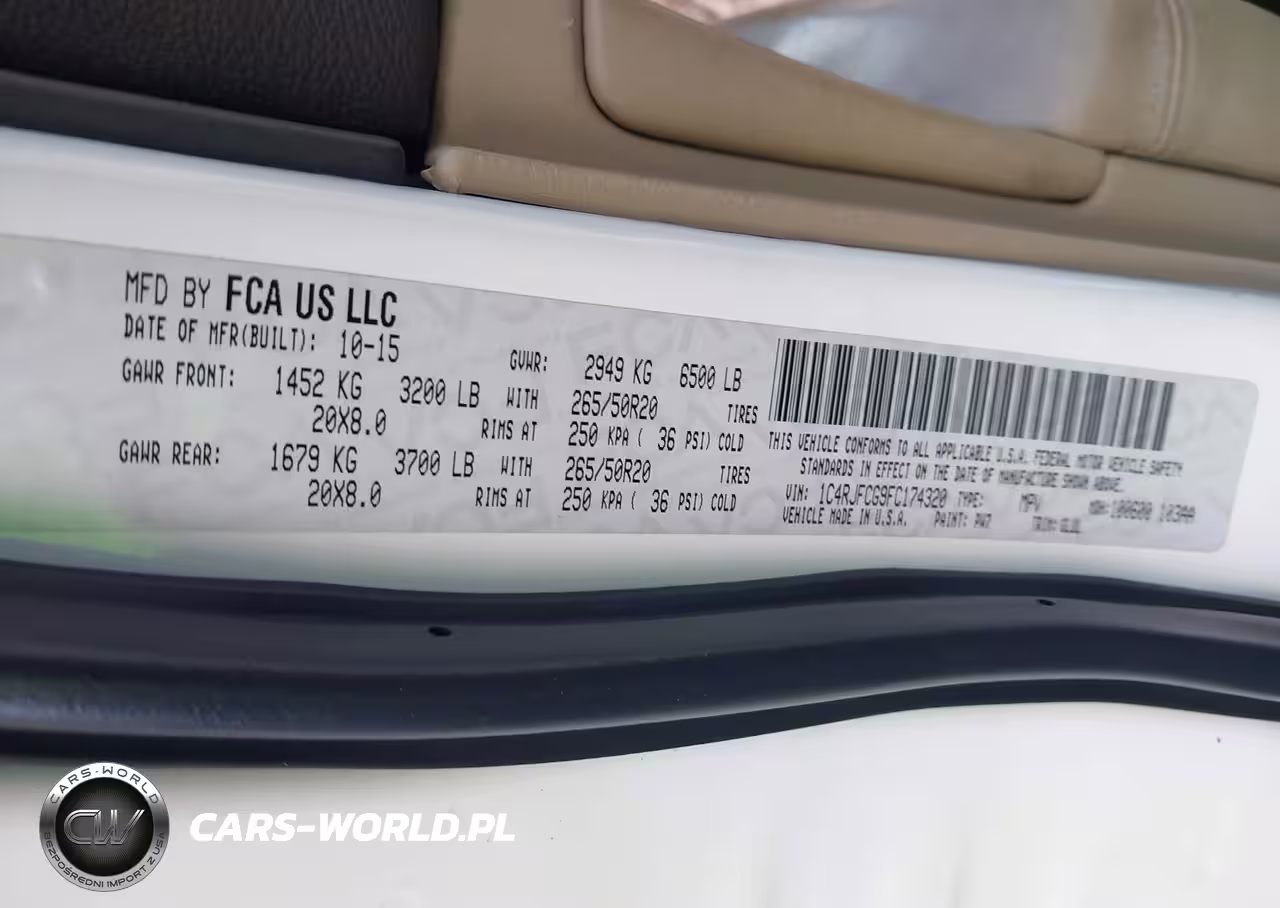 MFD BY FCA US LLC
DATE OF MFR(BUILT): 10-15
GVWR: 2949 KG 6500 LB
GAWR FRONT: 1452 KG 3200 LB WITH 265/50R20 TIRES
20X8.0 RIMS AT 250 KPA ( 36 PSI) COLD
GAWR REAR: 1679 KG 3700 LB WITH 265/50R20 TIRES
20X8.0 RIMS AT 250 KPA ( 36 PSI) COLD
THIS VEHICLE CONFORMS TO ALL APPLICABLE U.S.A. FEDERAL MOTOR VEHICLE SAFETY
STANDARDS IN EFFECT ON THE DATE OF MANUFACTURE SHOWN ABOVE.
VIN: 1C4RJFCG9FC174320 TYPE: MPV
VEHICLE MADE IN U.S.A. PAINT: PW7 TRIM:
CARS-WORLD
CW
BEZPOŚREDNI IMPORT Z USA
CARS-WORLD.PL